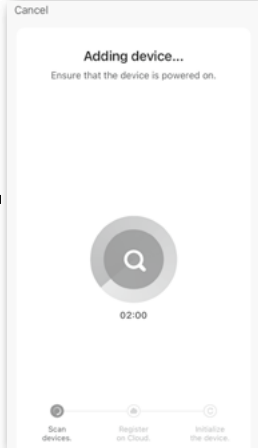 Cancel
Adding device...
Ensure that the device is powered on.
02:00
Scan
devices.
Register
on Cloud.
Initialize
the device.